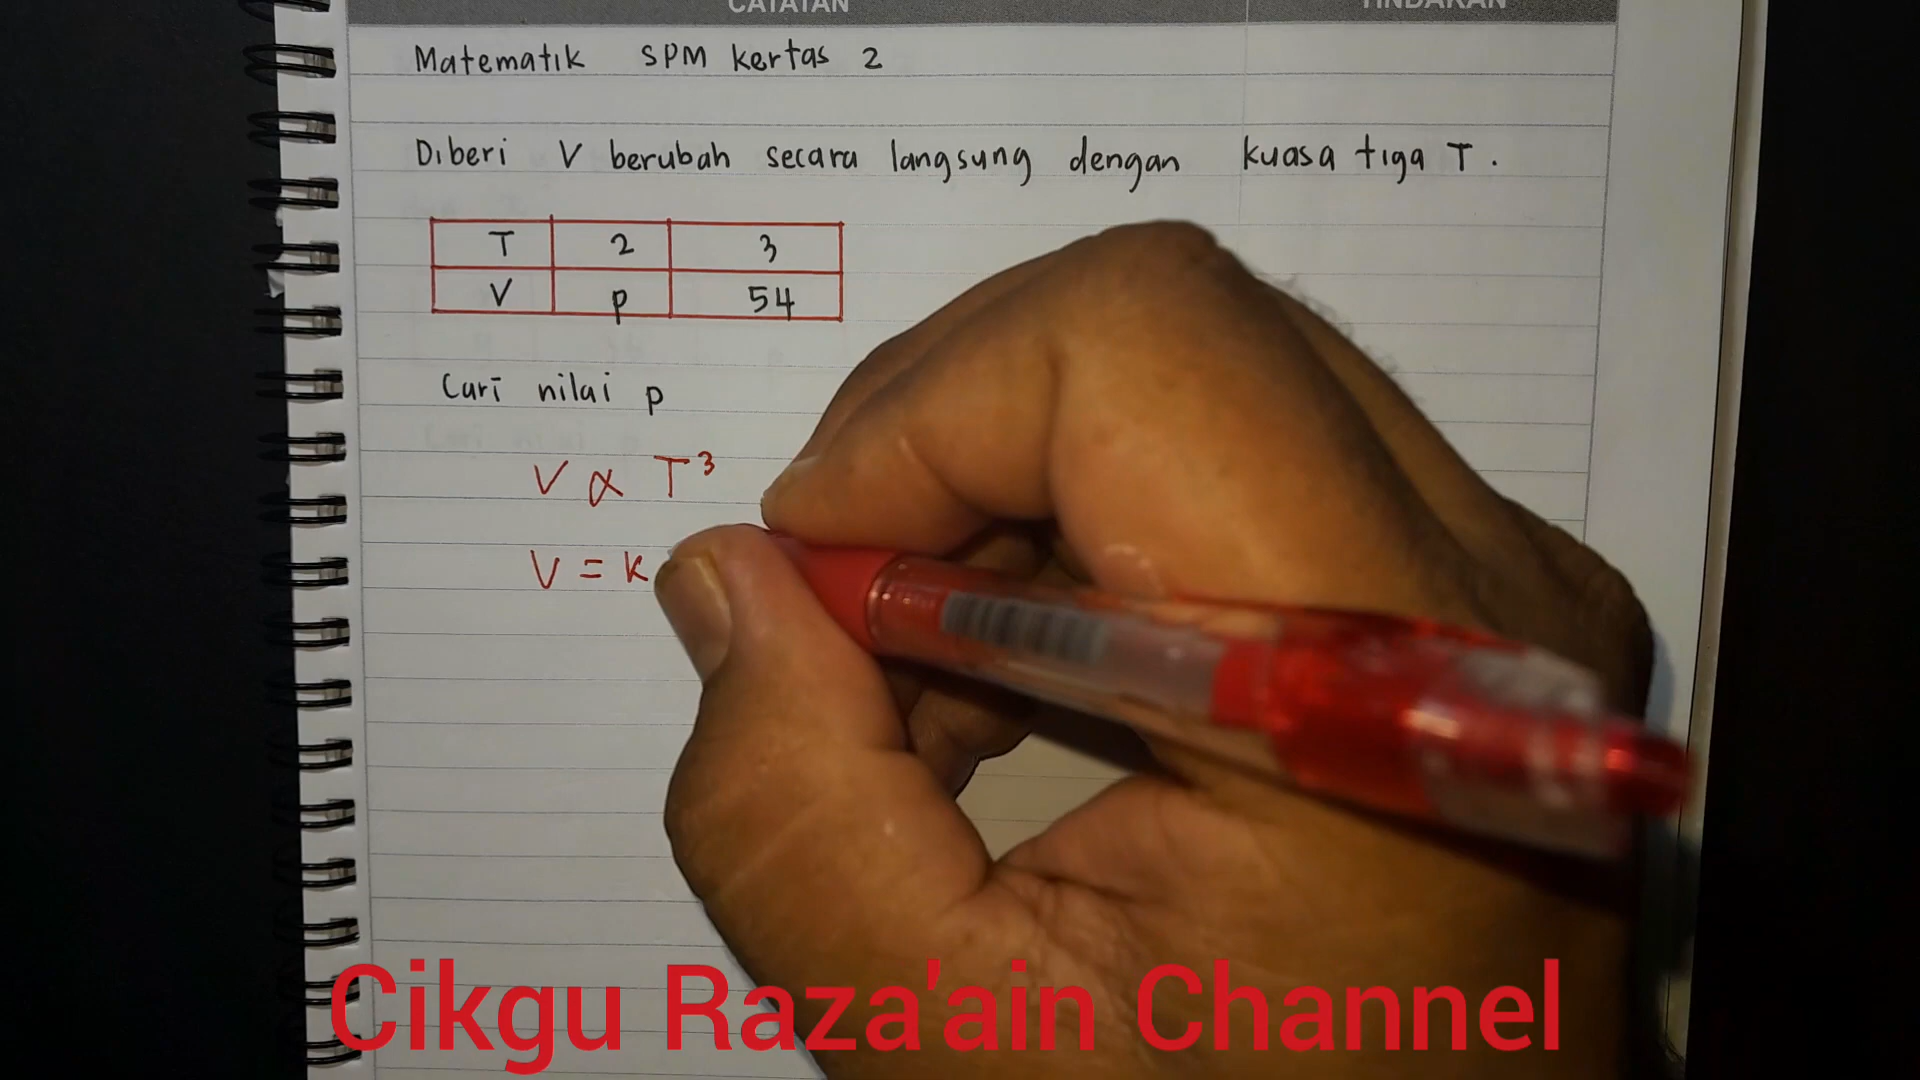 CATATAN TINDAKAN
Matematik SPM kertas 2
Diberi V berubah secara langsung dengan kuasa tiga T.
T 2 3
V p 54
Cari nilai p
V ∝ T³
V = k
Cikgu Raza'ain Channel